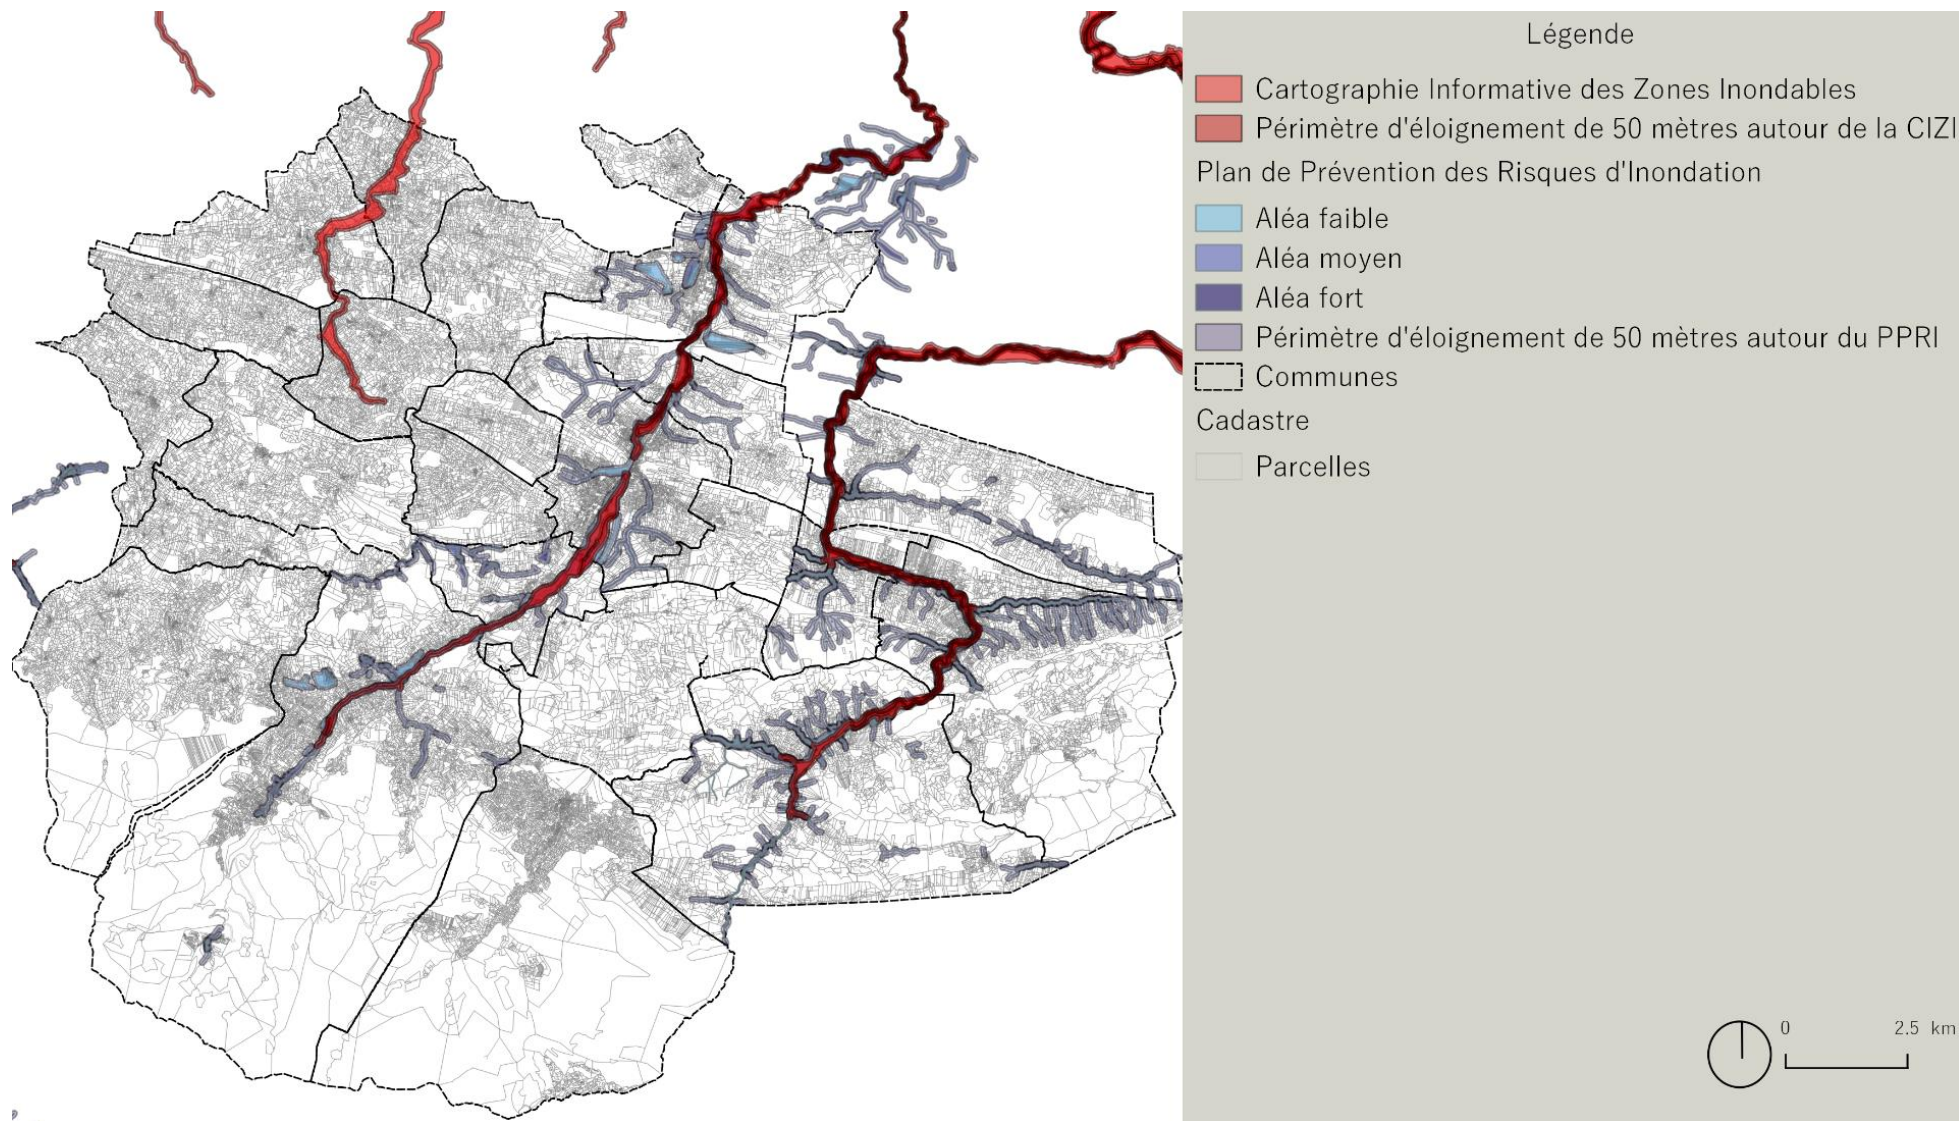 Légende
Cartographie Informative des Zones Inondables
Périmètre d'éloignement de 50 mètres autour de la CIZI
Plan de Prévention des Risques d'Inondation
Aléa faible
Aléa moyen
Aléa fort
Périmètre d'éloignement de 50 mètres autour du PPRI
Communes
Cadastre
Parcelles
0 2.5 km